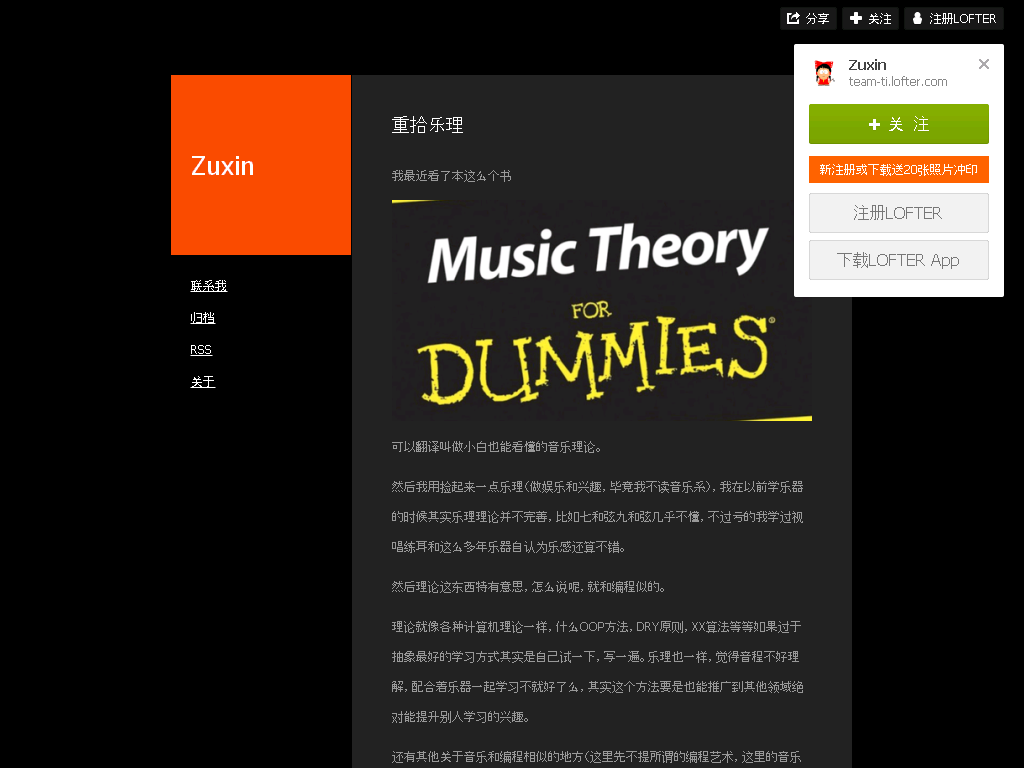 分享
关注
注册LOFTER
Zuxin
team-ti.lofter.com
关 注
新注册或下载送20张照片冲印
注册LOFTER
下载LOFTER App
Zuxin
联系我
归档
RSS
关于
重拾乐理
我最近看了本这么个书
Music Theory
FOR
DUMMIES®
可以翻译叫做小白也能看懂的音乐理论。
然后我用捡起来一点乐理(做娱乐和兴趣, 毕竟我不读音乐系), 我在以前学乐器
的时候其实乐理理论并不完善, 比如七和弦九和弦几乎不懂, 不过亏的我学过视
唱练耳和这么多年乐器自认为乐感还算不错。
然后理论这东西特有意思, 怎么说呢, 就和编程似的。
理论就像各种计算机理论一样, 什么OOP方法, DRY原则, XX算法等等如果过于
抽象最好的学习方式其实是自己试一下, 写一遍。乐理也一样, 觉得音程不好理
解, 配合着乐器一起学习不就好了么, 其实这个方法要是也能推广到其他领域绝
对能提升别人学习的兴趣。
还有其他关于音乐和编程相似的地方(这里先不提所谓的编程艺术, 这里的音乐